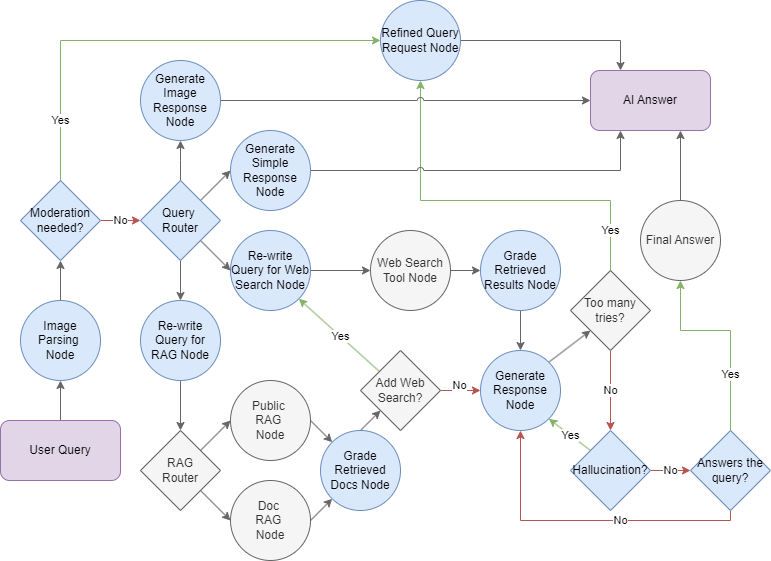 Refined Query
Request Node
Generate
Image
Response
Node
AI Answer
Yes
Generate
Simple
Response
Node
Moderation
needed?
No
Query
Router
Yes
Final Answer
Re-write
Query for Web
Search Node
Web Search
Tool Node
Grade
Retrieved
Results Node
Too many
tries?
Image
Parsing
Node
Re-write
Query for
RAG Node
Yes
Add Web
Search?
No
Generate
Response
Node
No
Yes
Public
RAG
Node
User Query
RAG
Router
Grade
Retrieved
Docs Node
Yes
Hallucination?
No
Answers the
query?
Doc
RAG
Node
No